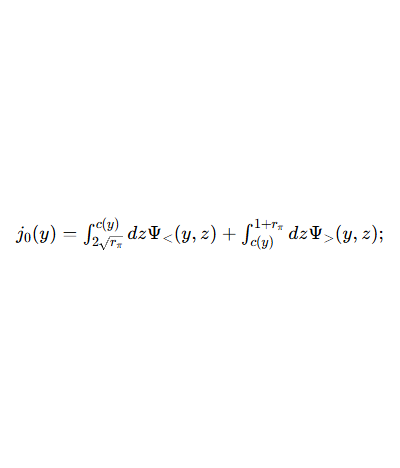 $j_0(y) = \int_{2\sqrt{r_\pi}}^{c(y)} dz \Psi_<(y, z) + \int_{c(y)}^{1+r_\pi} dz \Psi_>(y, z);$